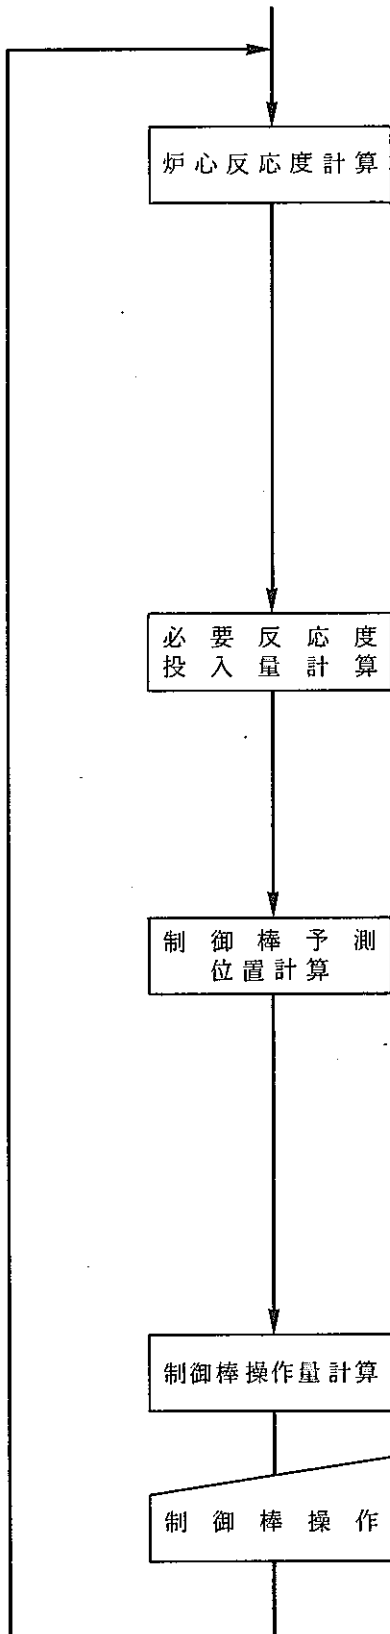 炉心反応度計算
必要反応度
投入量計算
制御棒予測
位置計算
制御棒操作量計算
制御棒操作